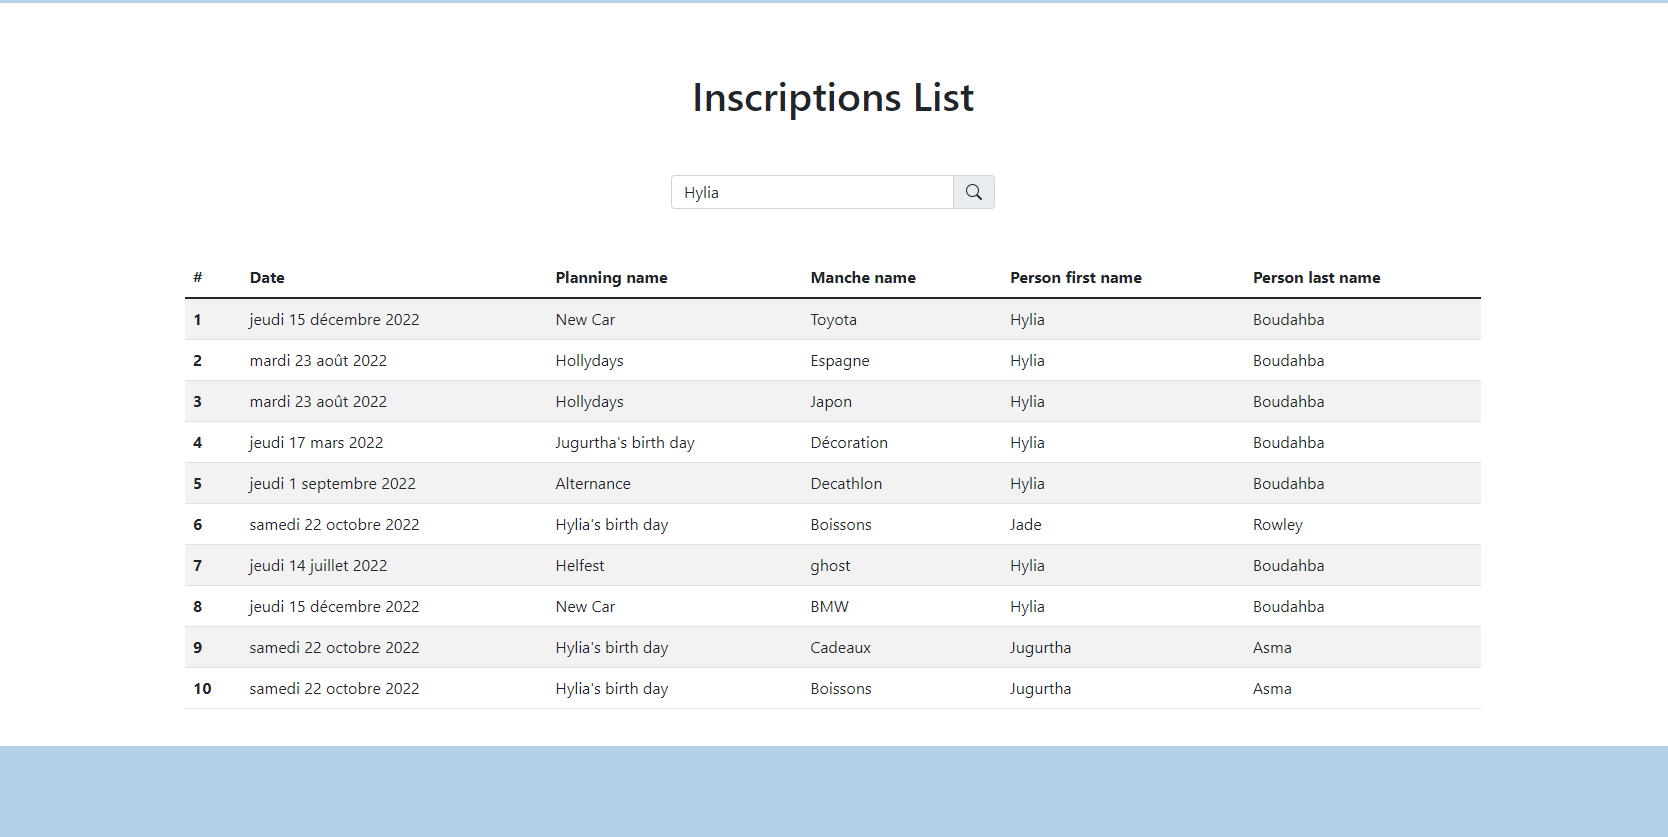 Inscriptions List
Hylia
# Date Planning name Manche name Person first name Person last name
1 jeudi 15 décembre 2022 New Car Toyota Hylia Boudahba
2 mardi 23 août 2022 Hollydays Espagne Hylia Boudahba
3 mardi 23 août 2022 Hollydays Japon Hylia Boudahba
4 jeudi 17 mars 2022 Jugurtha's birth day Décoration Hylia Boudahba
5 jeudi 1 septembre 2022 Alternance Decathlon Hylia Boudahba
6 samedi 22 octobre 2022 Hylia's birth day Boissons Jade Rowley
7 jeudi 14 juillet 2022 Helfest ghost Hylia Boudahba
8 jeudi 15 décembre 2022 New Car BMW Hylia Boudahba
9 samedi 22 octobre 2022 Hylia's birth day Cadeaux Jugurtha Asma
10 samedi 22 octobre 2022 Hylia's birth day Boissons Jugurtha Asma